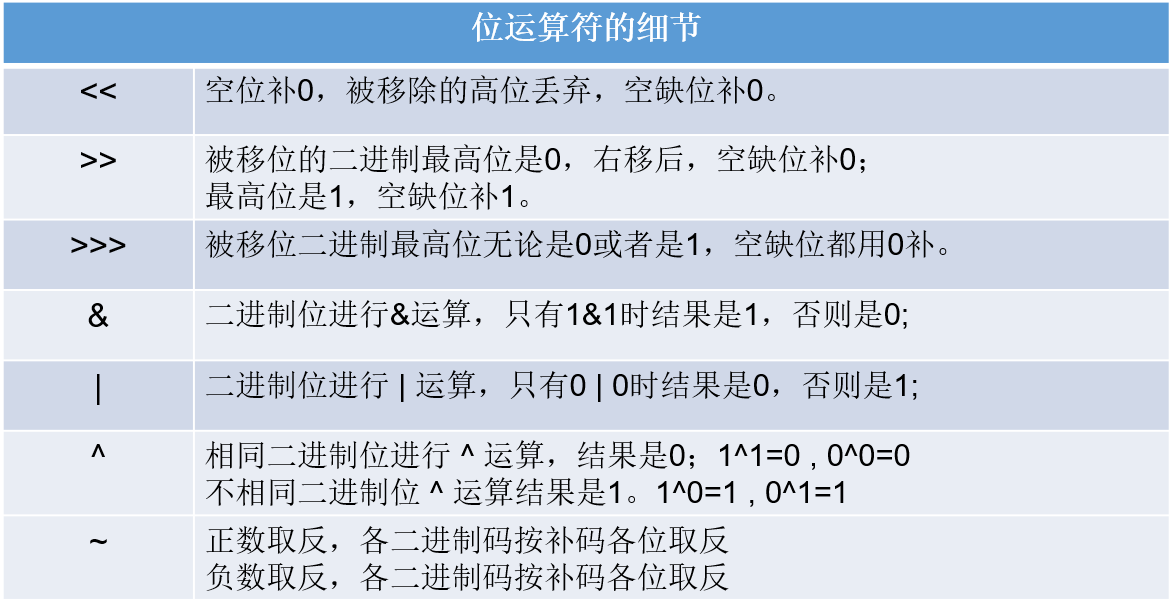 位运算符的细节
<< 空位补0，被移除的高位丢弃，空缺位补0。
>> 被移位的二进制最高位是0，右移后，空缺位补0；
最高位是1，空缺位补1。
>>> 被移位二进制最高位无论是0或者是1，空缺位都用0补。
& 二进制位进行&运算，只有1&1时结果是1，否则是0;
| 二进制位进行 | 运算，只有0 | 0时结果是0，否则是1;
^ 相同二进制位进行 ^ 运算，结果是0；1^1=0 , 0^0=0
不相同二进制位 ^ 运算结果是1。1^0=1 , 0^1=1
~ 正数取反，各二进制码按补码各位取反
负数取反，各二进制码按补码各位取反